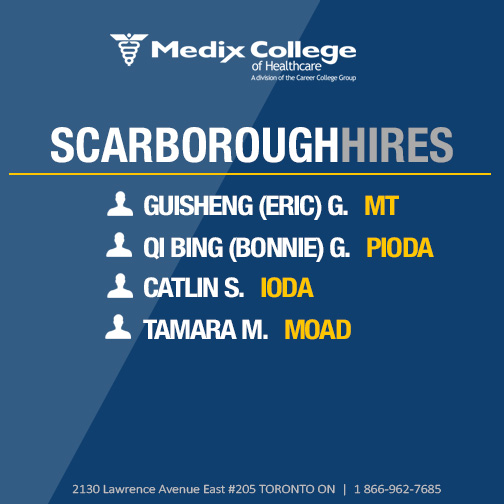 Medix College
of Healthcare
A division of the Career College Group
SCARBOROUGHHIRES
GUISHENG (ERIC) G. MT
QI BING (BONNIE) G. PIODA
CATLIN S. IODA
TAMARA M. MOAD
2130 Lawrence Avenue East #205 TORONTO ON | 1 866-962-7685